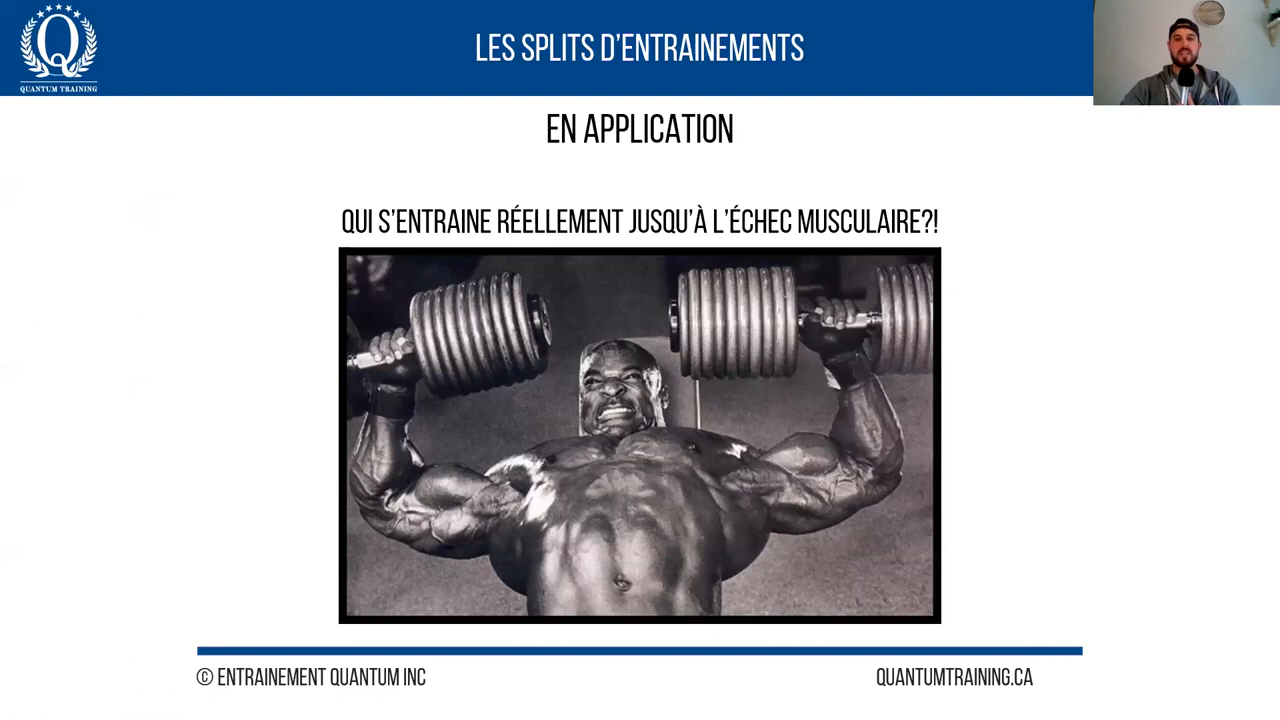 QUANTUM TRAINING
LES SPLITS D'ENTRAINEMENTS
EN APPLICATION
QUI S'ENTRAINE RÉELLEMENT JUSQU'À L'ÉCHEC MUSCULAIRE?!
© ENTRAINEMENT QUANTUM INC
QUANTUMTRAINING.CA